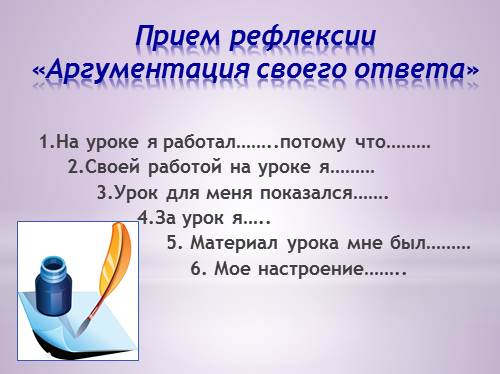 Прием рефлексии
«Аргументация своего ответа»
1.На уроке я работал……..потому что………
2.Своей работой на уроке я………
3.Урок для меня показался…….
4.За урок я…..
5. Материал урока мне был………
6. Мое настроение……..